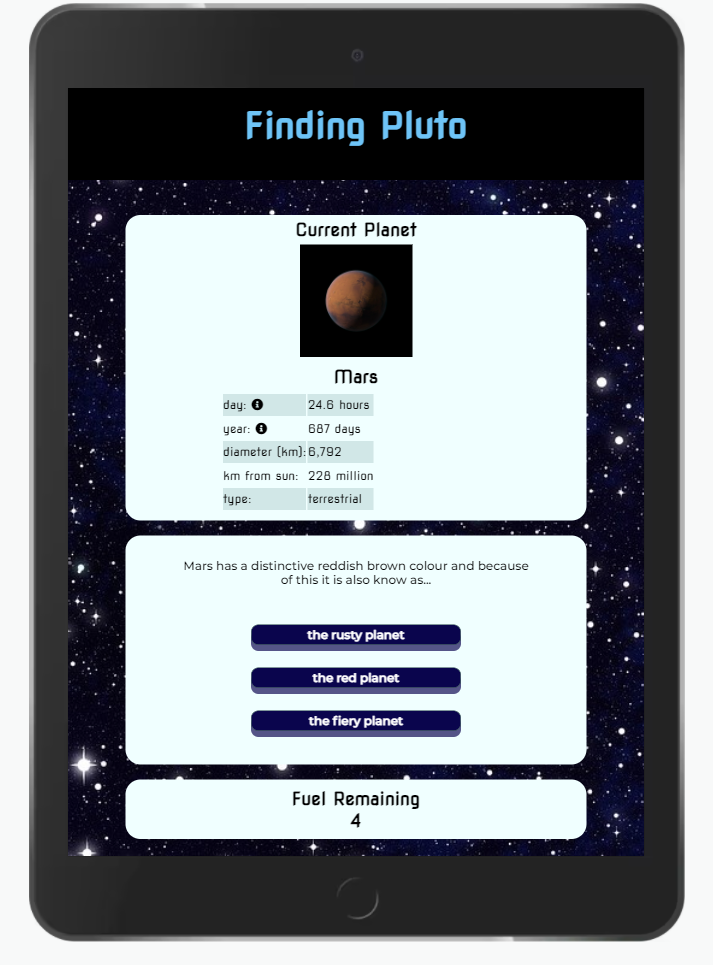 Finding Pluto
Current Planet
Mars
day: 24.6 hours
year: 687 days
diameter (km): 6,792
km from sun: 228 million
type: terrestrial
Mars has a distinctive reddish brown colour and because
of this it is also know as...
the rusty planet
the red planet
the fiery planet
Fuel Remaining
4